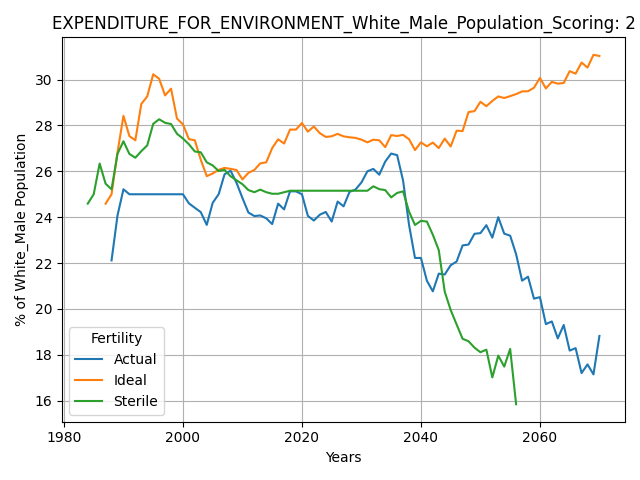 EXPENDITURE_FOR_ENVIRONMENT_White_Male_Population_Scoring: 2
% of White_Male Population
30
28
26
24
22
20
18
16
Fertility
Actual
Ideal
Sterile
1980 2000 2020 2040 2060
Years